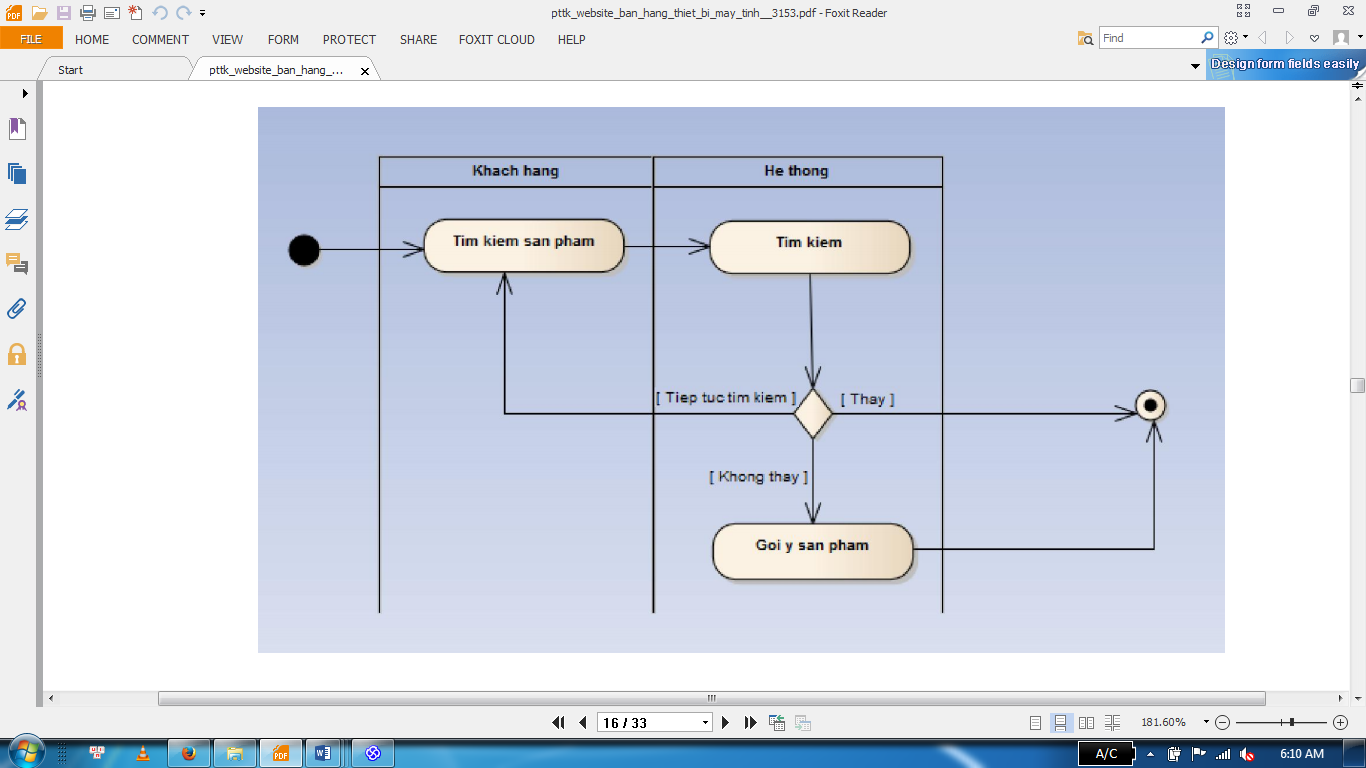 pttk_website_ban_hang_thiet_bi_may_tinh__3153.pdf - Foxit Reader
FILE HOME COMMENT VIEW FORM PROTECT SHARE FOXIT CLOUD HELP
Find
Start
pttk_website_ban_hang_...
Design form fields easily
Khach hang
He thong
Tim kiem san pham
Tim kiem
[ Tiep tuc tim kiem ]
[ Thay ]
[ Khong thay ]
Goi y san pham
16 / 33
181.60%
PDF
W
A/C
6:10 AM